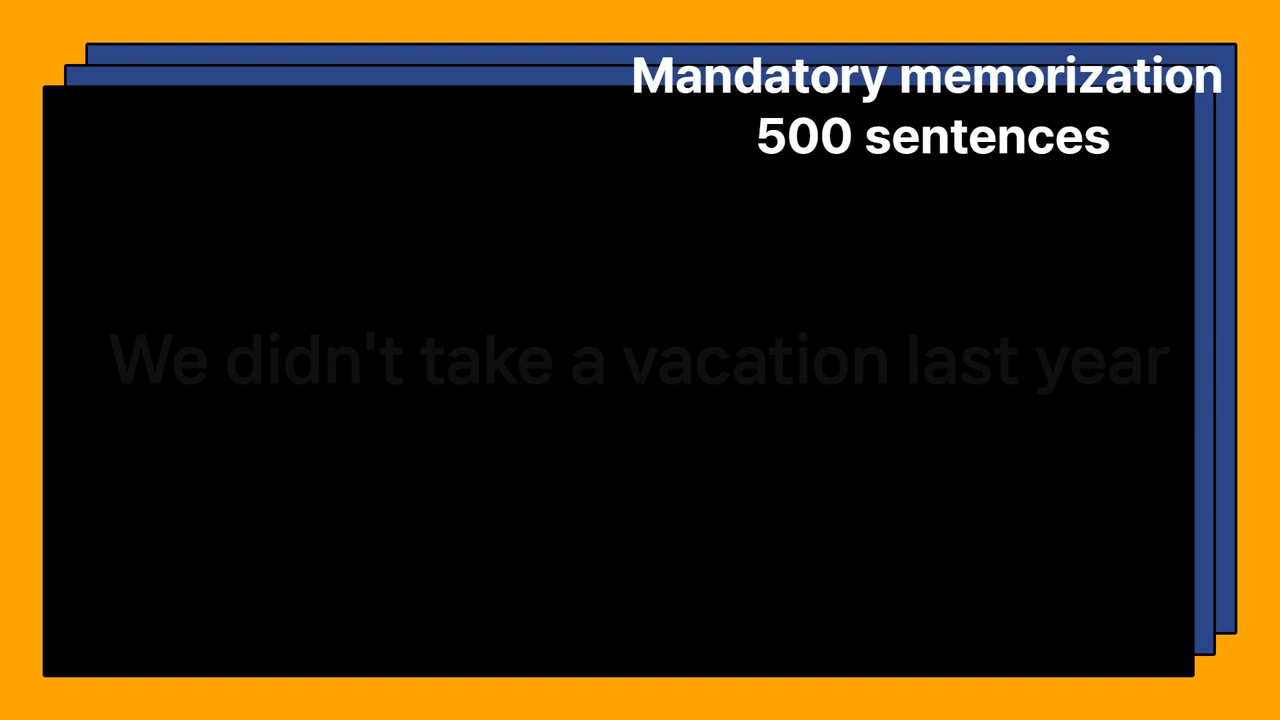 Mandatory memorization
500 sentences
We didn't take a vacation last year